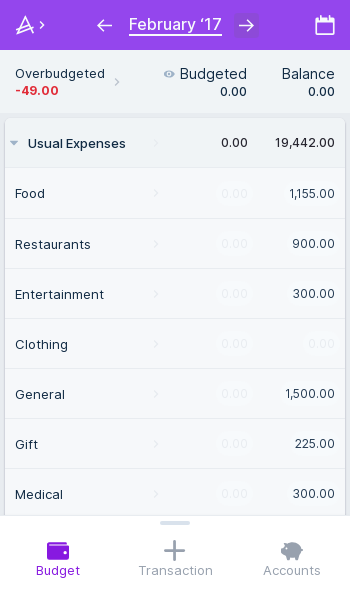 February ‘17
Overbudgeted Budgeted Balance
-49.00 0.00 0.00
Usual Expenses 0.00 19,442.00
Food 0.00 1,155.00
Restaurants 0.00 900.00
Entertainment 0.00 300.00
Clothing 0.00 0.00
General 0.00 1,500.00
Gift 0.00 225.00
Medical 0.00 300.00
Budget Transaction Accounts